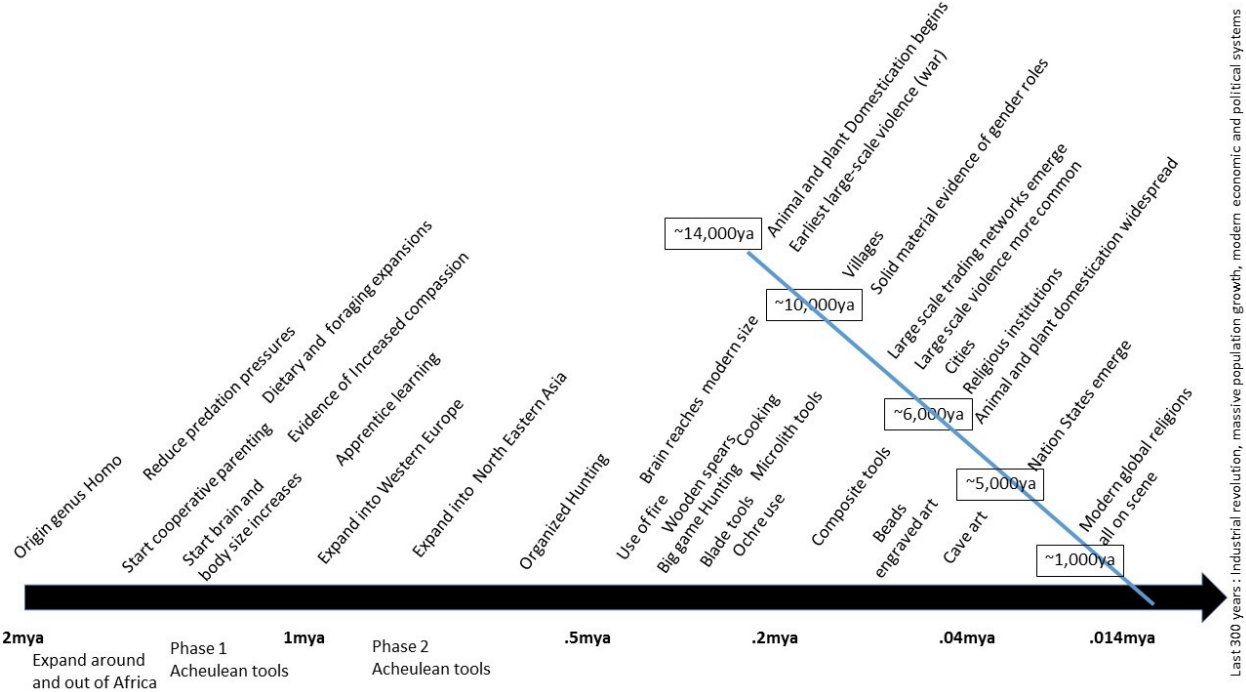 Origin genus Homo
Reduce predation pressures
Start cooperative parenting
Start brain and
body size increases
Dietary and foraging expansions
Evidence of Increased compassion
Apprentice learning
Expand into Western Europe
Expand into North Eastern Asia
Organized Hunting
Use of fire
Brain reaches modern size
Wooden spears
Big game Hunting
Cooking
Blade tools
Microlith tools
Ochre use
Composite tools
Beads
engraved art
Cave art
~14,000ya
Animal and plant Domestication begins
Earliest large-scale violence (war)
~10,000ya
Villages
Solid material evidence of gender roles
~6,000ya
Large scale trading networks emerge
Large scale violence more common
Cities
Religious institutions
Animal and plant domestication widespread
~5,000ya
Nation States emerge
~1,000ya
Modern global religions
all on scene
Last 300 years : Industrial revolution, massive population growth, modern economic and political systems
2mya
1mya
.5mya
.2mya
.04mya
.014mya
Expand around
and out of Africa
Phase 1
Acheulean tools
Phase 2
Acheulean tools